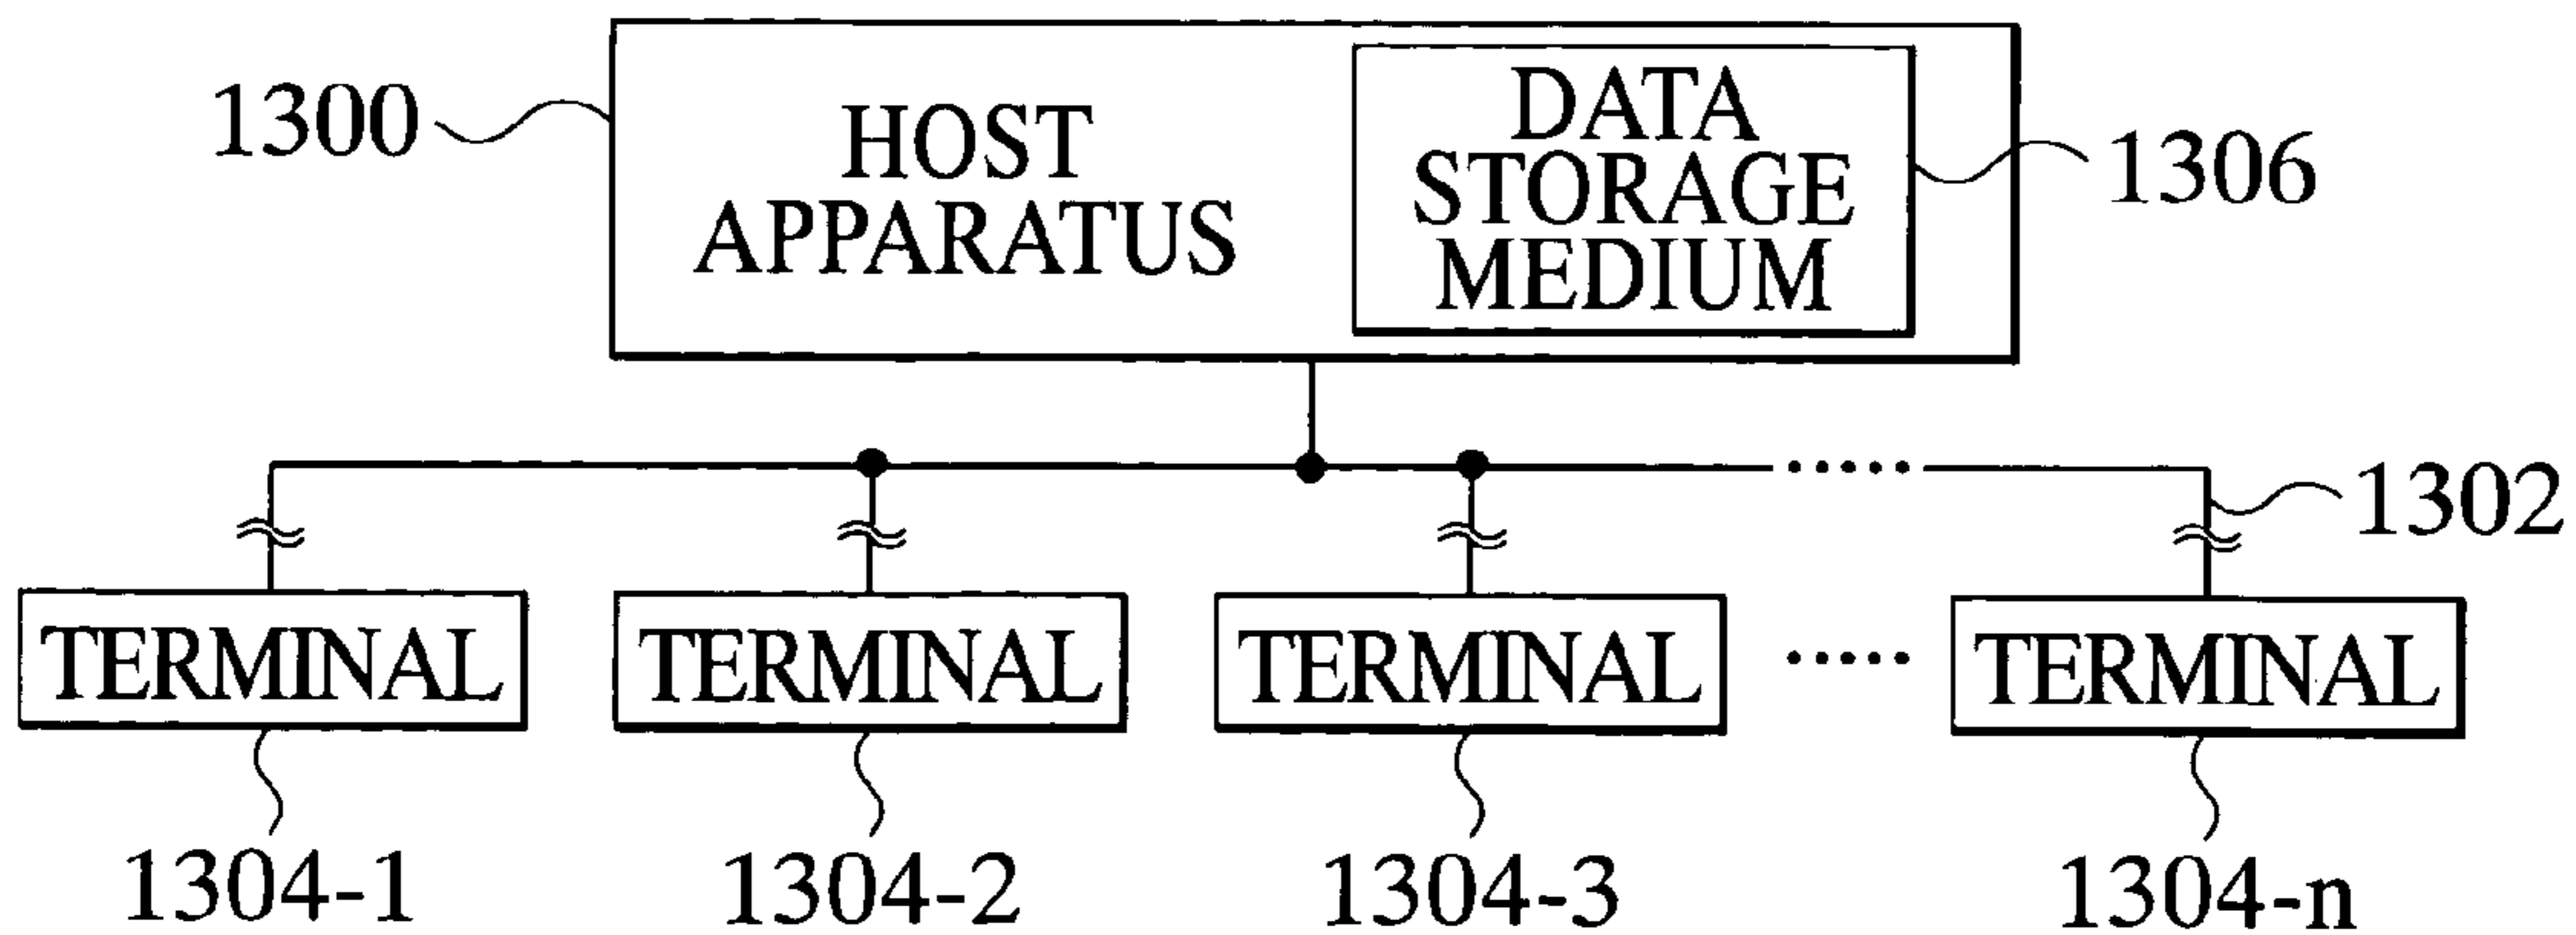 1300
HOST
APPARATUS
DATA
STORAGE
MEDIUM
1306
1302
TERMINAL
TERMINAL
TERMINAL
.....
TERMINAL
1304-1
1304-2
1304-3
1304-n